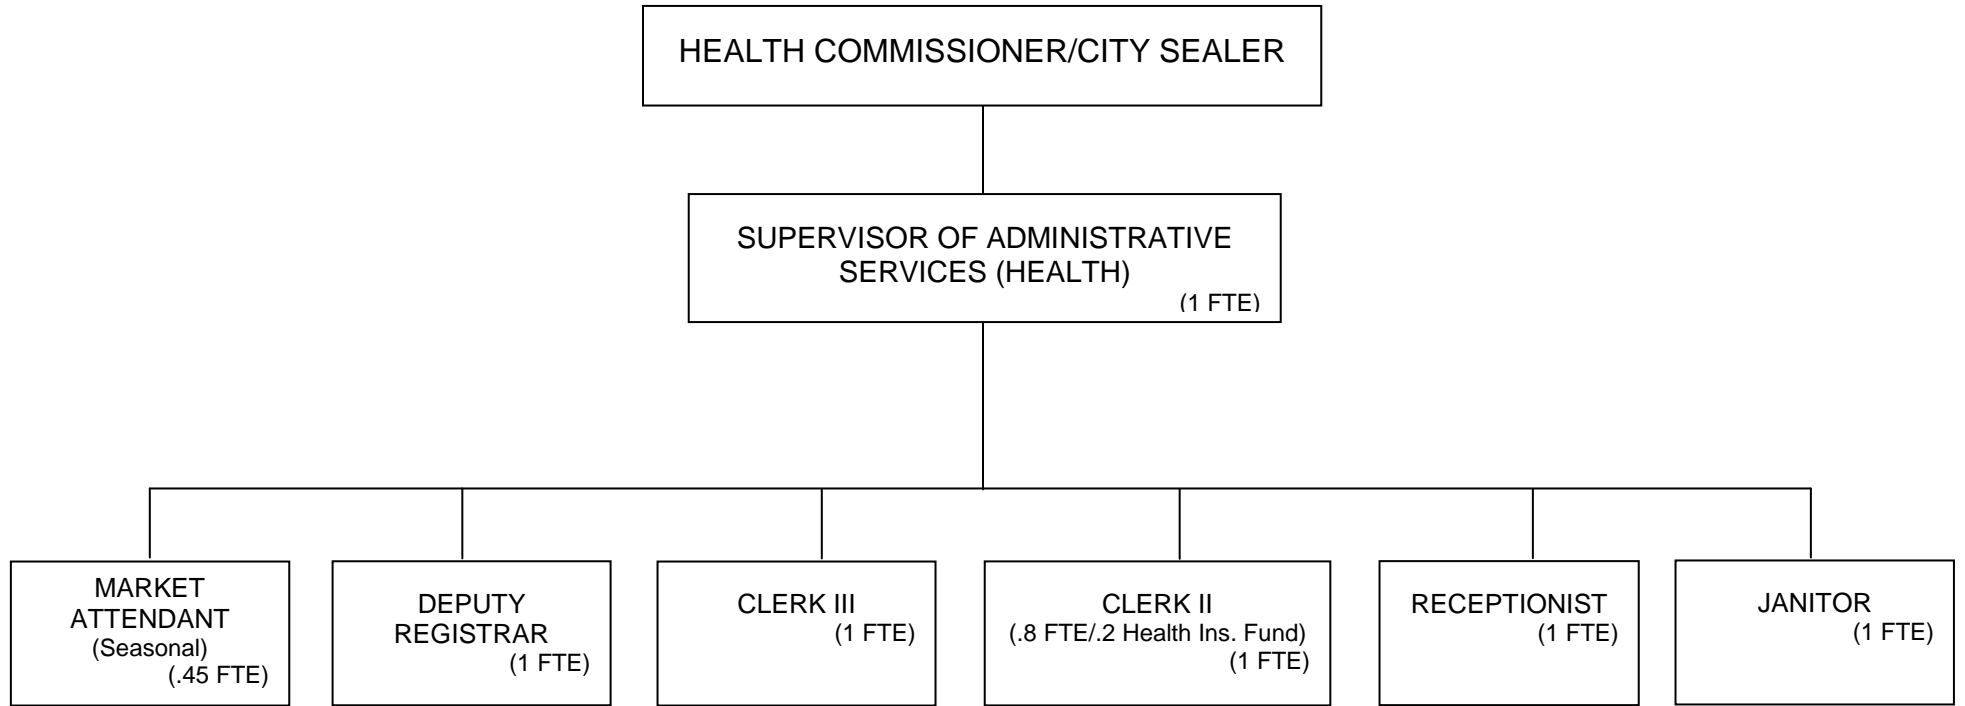 HEALTH COMMISSIONER/CITY SEALER
SUPERVISOR OF ADMINISTRATIVE
SERVICES (HEALTH)
(1 FTE)
MARKET
ATTENDANT
(Seasonal)
(.45 FTE)
DEPUTY
REGISTRAR
(1 FTE)
CLERK III
(1 FTE)
CLERK II
(.8 FTE/.2 Health Ins. Fund)
(1 FTE)
RECEPTIONIST
(1 FTE)
JANITOR
(1 FTE)